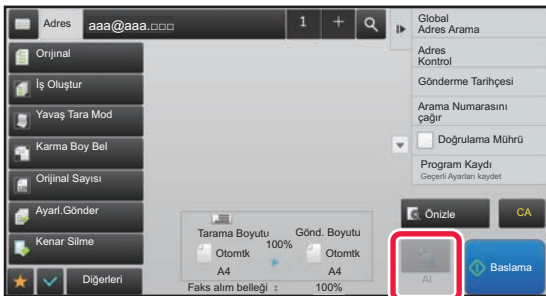 Adres
aaa@aaa.□□□
1
+
Orıjınal
İş Oluştur
Yavaş Tara Mod
Karma Boy Bel
Orijinal Sayısı
Ayarl.Gönder
Kenar Silme
Diğerleri
Tarama Boyutu
Gönd. Boyutu
100%
Otomtk
Otomtk
A4
A4
Faks alım belleği :
100%
Global
Adres Arama
Adres
Kontrol
Gönderme Tarihçesi
Arama Numarasını
çağır
Doğrulama Mührü
Program Kaydı
Geçerli Ayarları kaydet
Önizle
CA
Al
Baslama